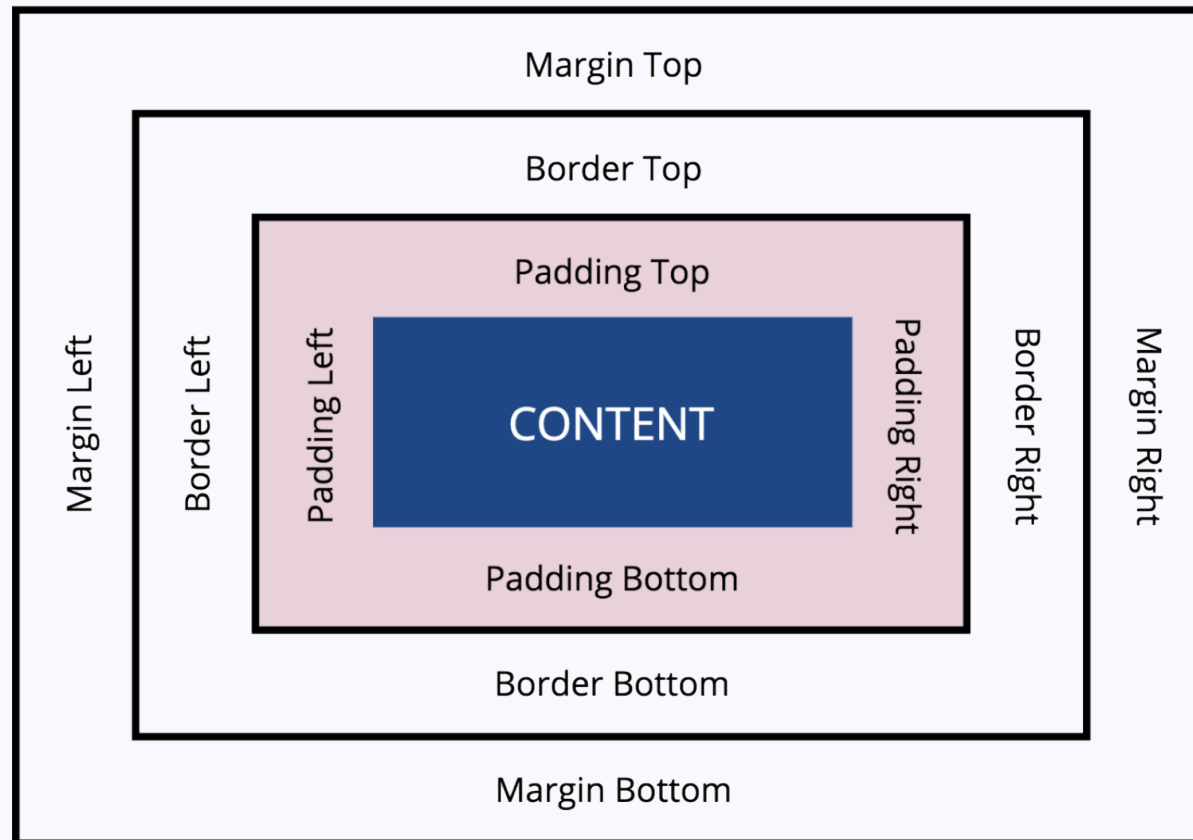 Margin Top
Border Top
Padding Top
Margin Left
Border Left
Padding Left
CONTENT
Padding Right
Border Right
Margin Right
Padding Bottom
Border Bottom
Margin Bottom